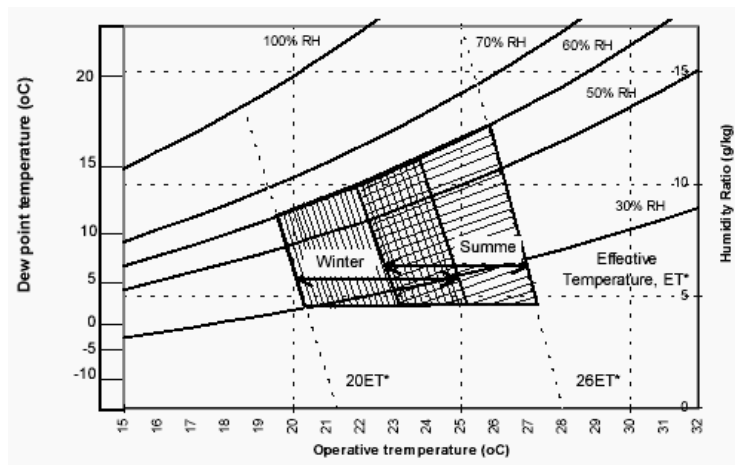 100% RH
70% RH
60% RH
50% RH
30% RH
20
15
10
5
0
-5
-10
Dew point temperature (oC)
15
10
5
0
Humidity Ratio (g/kg)
Winter
Summe
Effective
Temperature, ET*
20ET*
26ET*
15
16
17
18
19
20
21
22
23
24
25
26
27
28
29
30
31
32
Operative tremperature (oC)